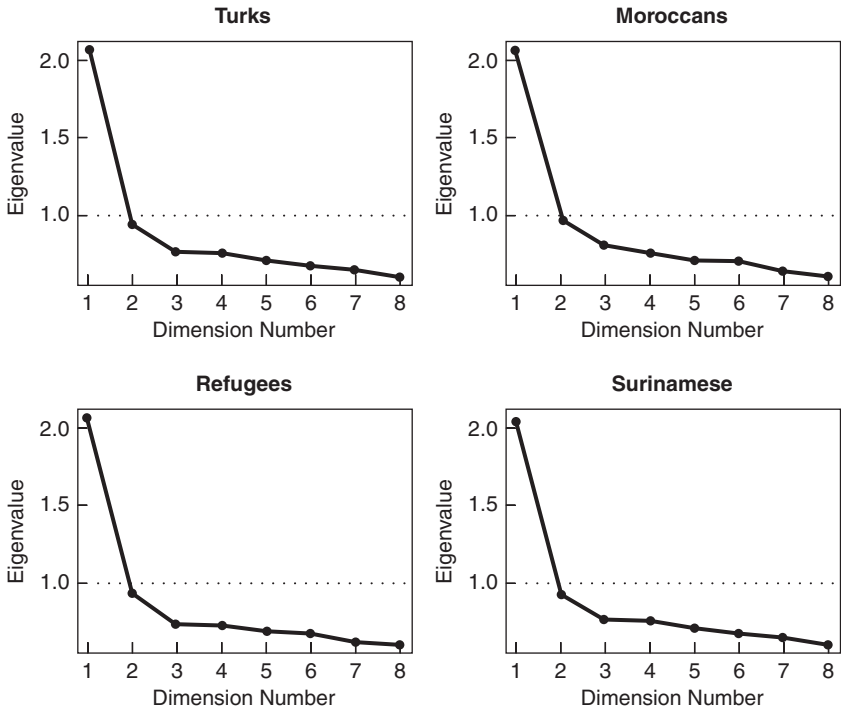 Turks
Eigenvalue
2.0
1.5
1.0
1 2 3 4 5 6 7 8
Dimension Number
Moroccans
Eigenvalue
2.0
1.5
1.0
1 2 3 4 5 6 7 8
Dimension Number
Refugees
Eigenvalue
2.0
1.5
1.0
1 2 3 4 5 6 7 8
Dimension Number
Surinamese
Eigenvalue
2.0
1.5
1.0
1 2 3 4 5 6 7 8
Dimension Number